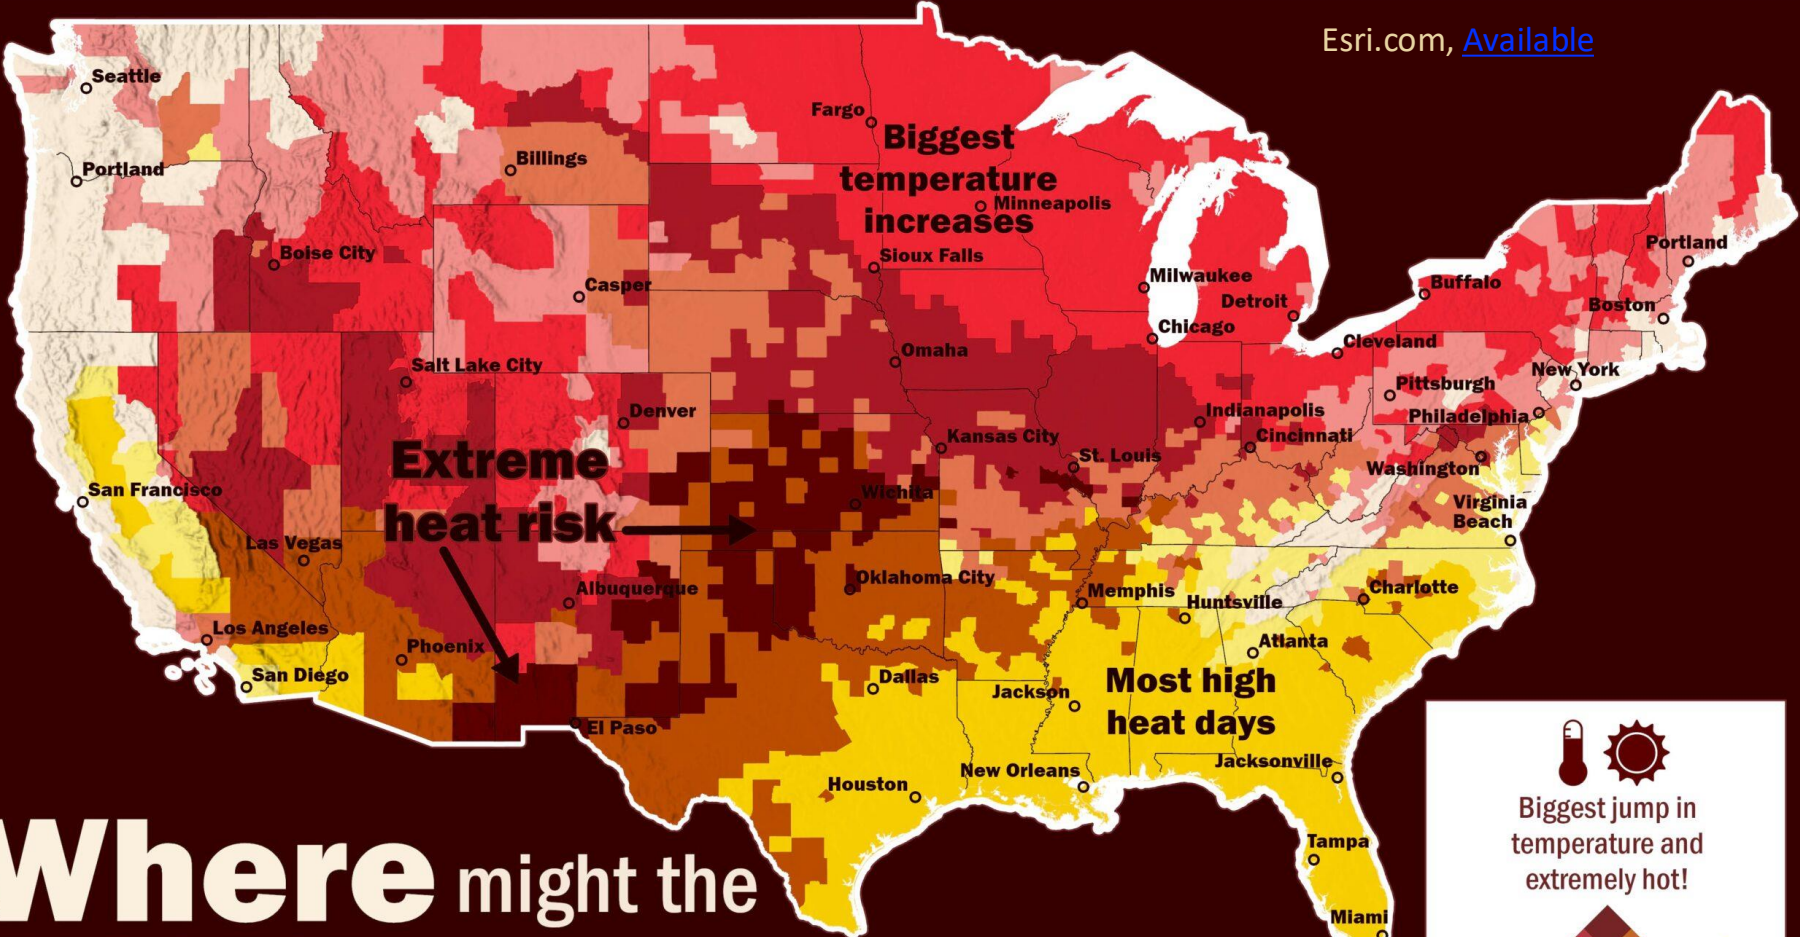 Esri.com, Available
Seattle
Portland
Billings
Fargo
Biggest
temperature
increases
Minneapolis
Boise City
Casper
Sioux Falls
Milwaukee
Detroit
Chicago
Buffalo
Portland
Boston
Cleveland
New York
Pittsburgh
Philadelphia
Salt Lake City
Omaha
Denver
Indianapolis
Cincinnati
Kansas City
St. Louis
Washington
Virginia
Beach
Extreme
heat risk
San Francisco
Wichita
Las Vegas
Albuquerque
Oklahoma City
Memphis
Huntsville
Charlotte
Los Angeles
Phoenix
San Diego
Atlanta
Dallas
Jackson
Most high
heat days
El Paso
Houston
New Orleans
Jacksonville
Tampa
Miami
Where might the
Biggest jump in
temperature and
extremely hot!